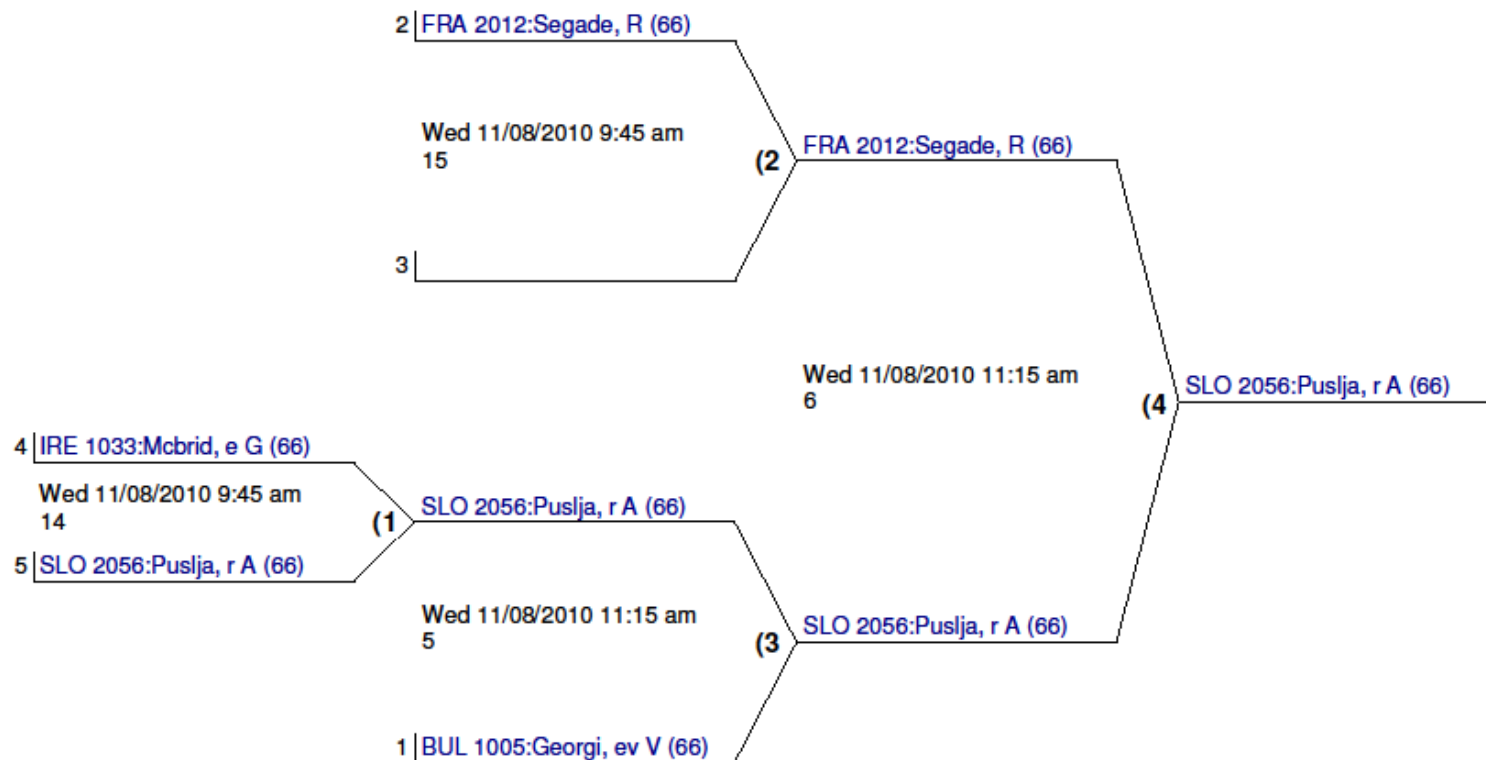 2 FRA 2012:Segade, R (66)
Wed 11/08/2010 9:45 am
15
(2
FRA 2012:Segade, R (66)
3
Wed 11/08/2010 11:15 am
6
(4
SLO 2056:Puslja, r A (66)
4 IRE 1033:Mcbrid, e G (66)
Wed 11/08/2010 9:45 am
14
(1
SLO 2056:Puslja, r A (66)
5 SLO 2056:Puslja, r A (66)
Wed 11/08/2010 11:15 am
5
(3
SLO 2056:Puslja, r A (66)
1 BUL 1005:Georgi, ev V (66)